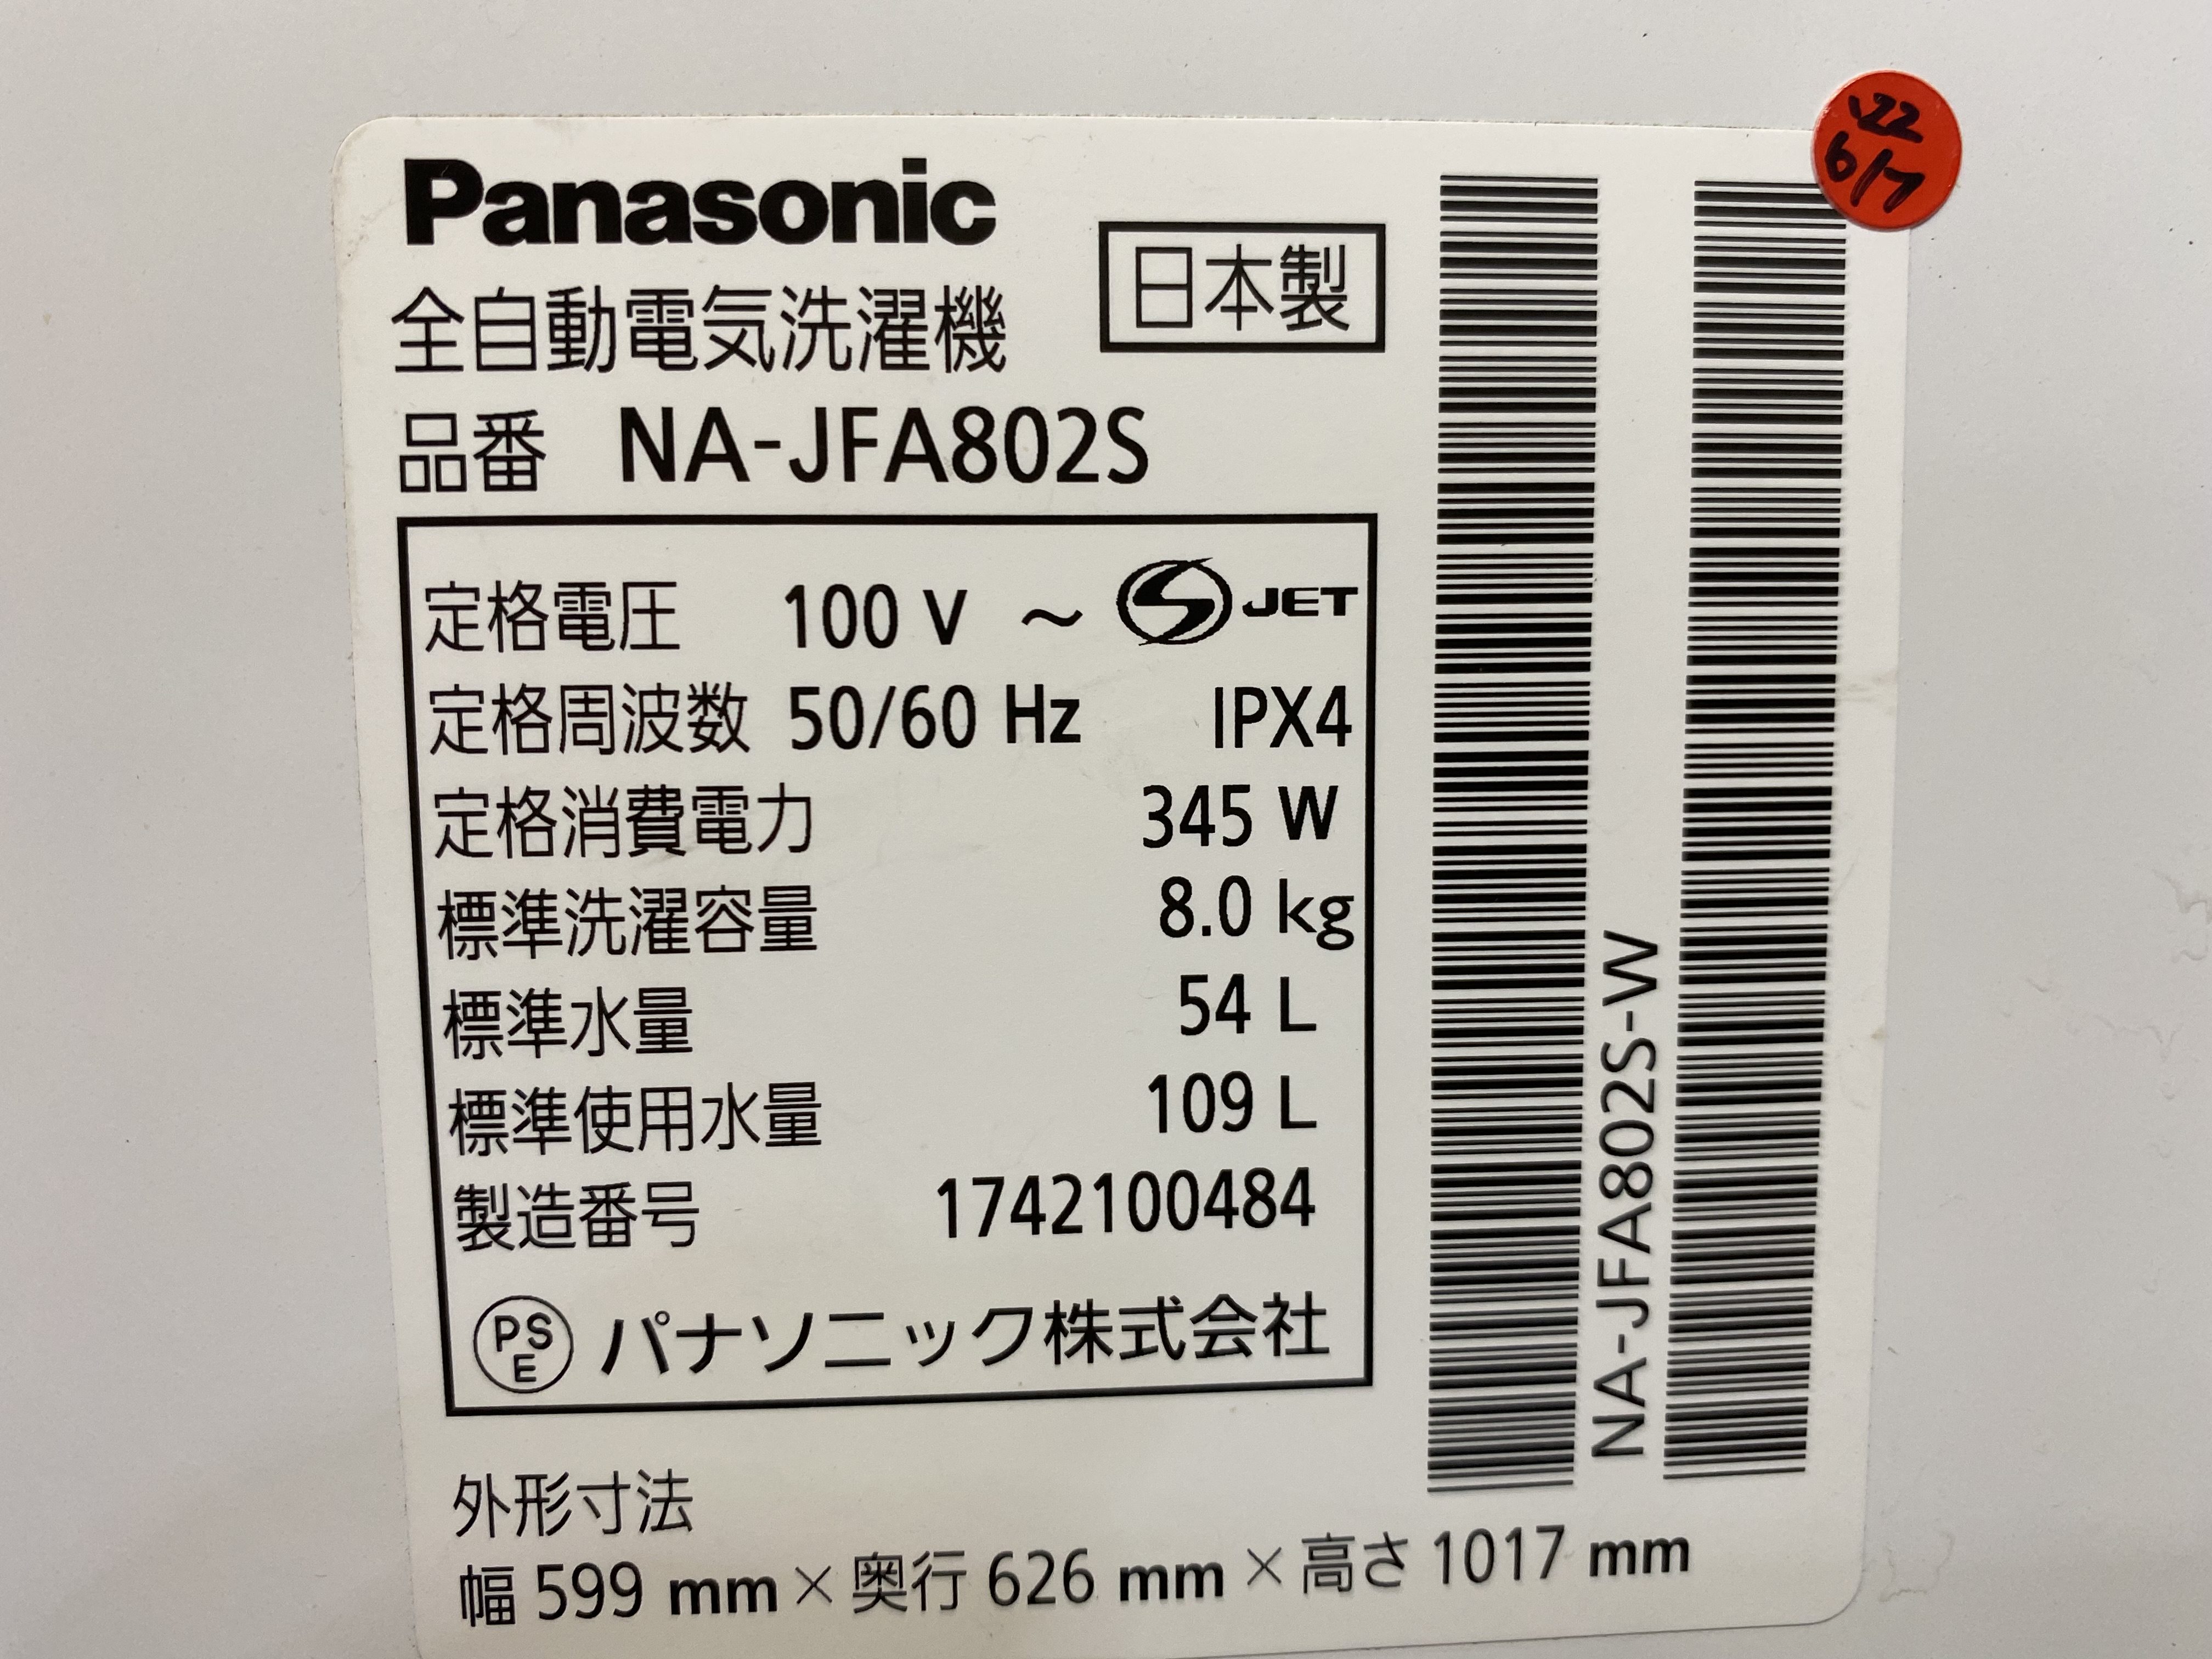 Panasonic
日本製
全自動電気洗濯機
品番 NA-JFA802S
定格電圧 100 V ~ JET
定格周波数 50/60 Hz IPX4
定格消費電力 345 W
標準洗濯容量 8.0 kg
標準水量 54 L
標準使用水量 109 L
製造番号 1742100484
PSE パナソニック株式会社
外形寸法
幅 599 mm × 奥行 626 mm × 高さ 1017 mm
NA-JFA802S-W
'22
6/7